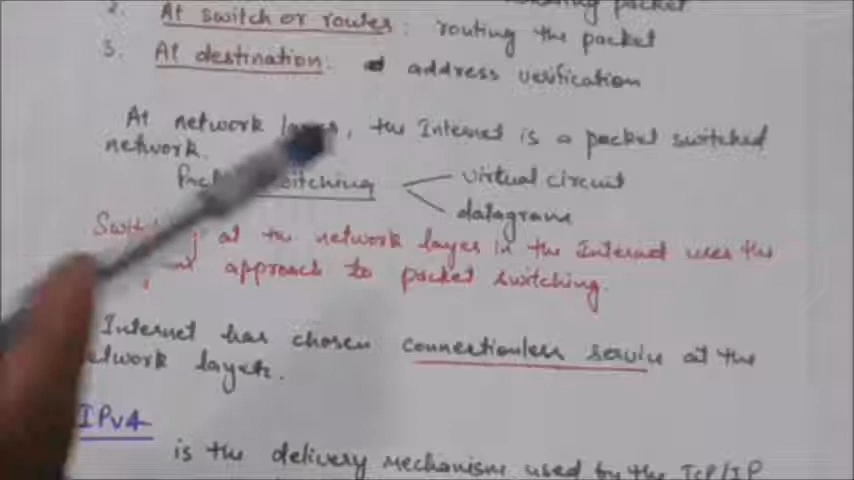 packet
2. At switch or routes: routing the packet
3. At destination: address verification
At network layer, the Internet is a packet switched
network.
Packet switching virtual circuit
datagram
Switching at the network layer in the Internet uses the
approach to packet switching.
Internet has chosen connectionless service at the
network layer.
IPv4
is the delivery mechanism used by the TCP/IP